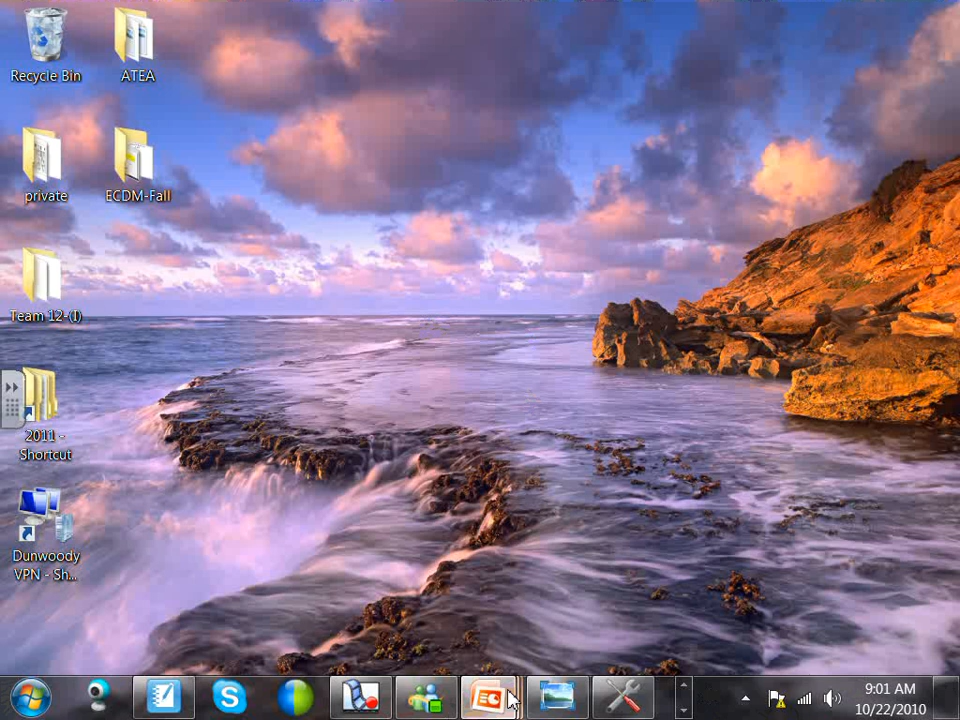 Recycle Bin
ATEA
private
ECDM-Fall
Team 12-(I)
2011 -
Shortcut
Dunwoody
VPN - Sh...
9:01 AM
10/22/2010